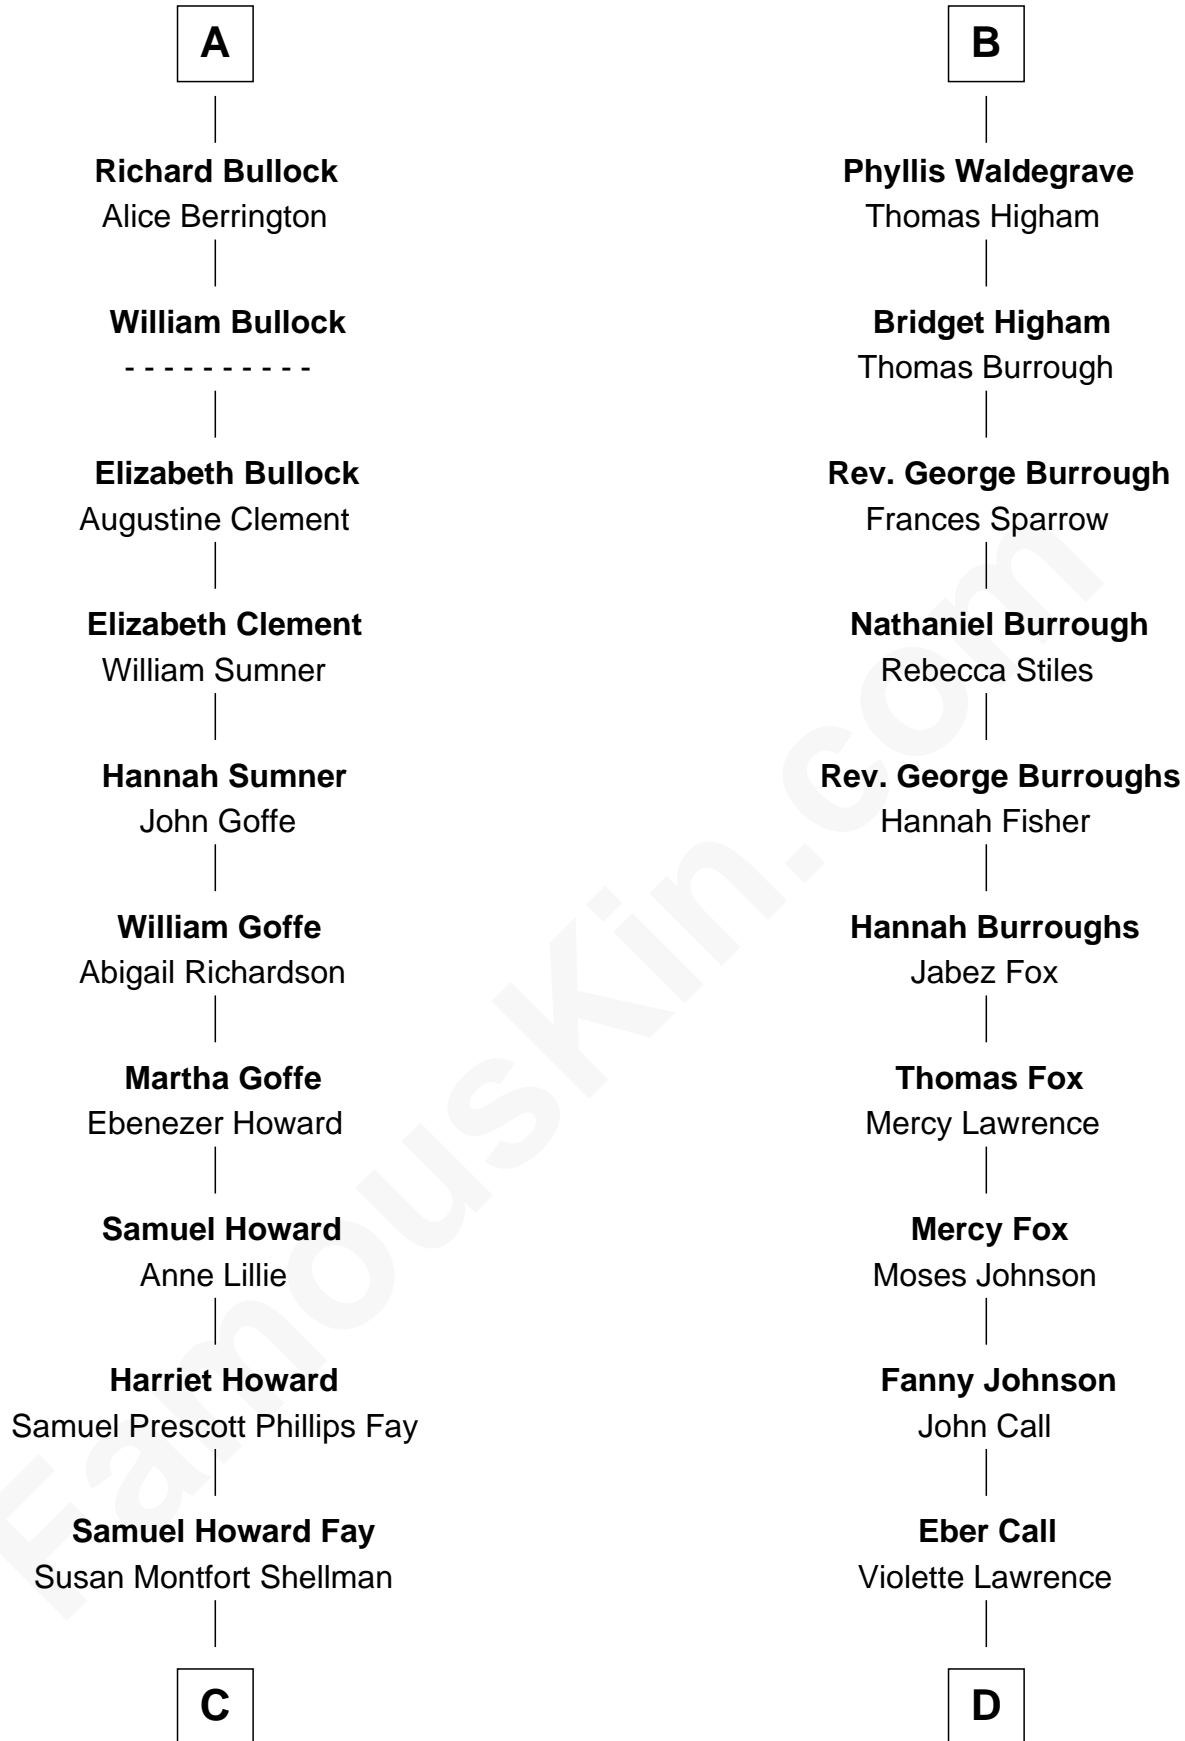 A
Richard Bullock
Alice Berrington
William Bullock
- - - - - - - - - -
Elizabeth Bullock
Augustine Clement
Elizabeth Clement
William Sumner
Hannah Sumner
John Goffe
William Goffe
Abigail Richardson
Martha Goffe
Ebenezer Howard
Samuel Howard
Anne Lillie
Harriet Howard
Samuel Prescott Phillips Fay
Samuel Howard Fay
Susan Montfort Shellman
C
B
Phyllis Waldegrave
Thomas Higham
Bridget Higham
Thomas Burrough
Rev. George Burrough
Frances Sparrow
Nathaniel Burrough
Rebecca Stiles
Rev. George Burroughs
Hannah Fisher
Hannah Burroughs
Jabez Fox
Thomas Fox
Mercy Lawrence
Mercy Fox
Moses Johnson
Fanny Johnson
John Call
Eber Call
Violette Lawrence
D
FamousKin.com